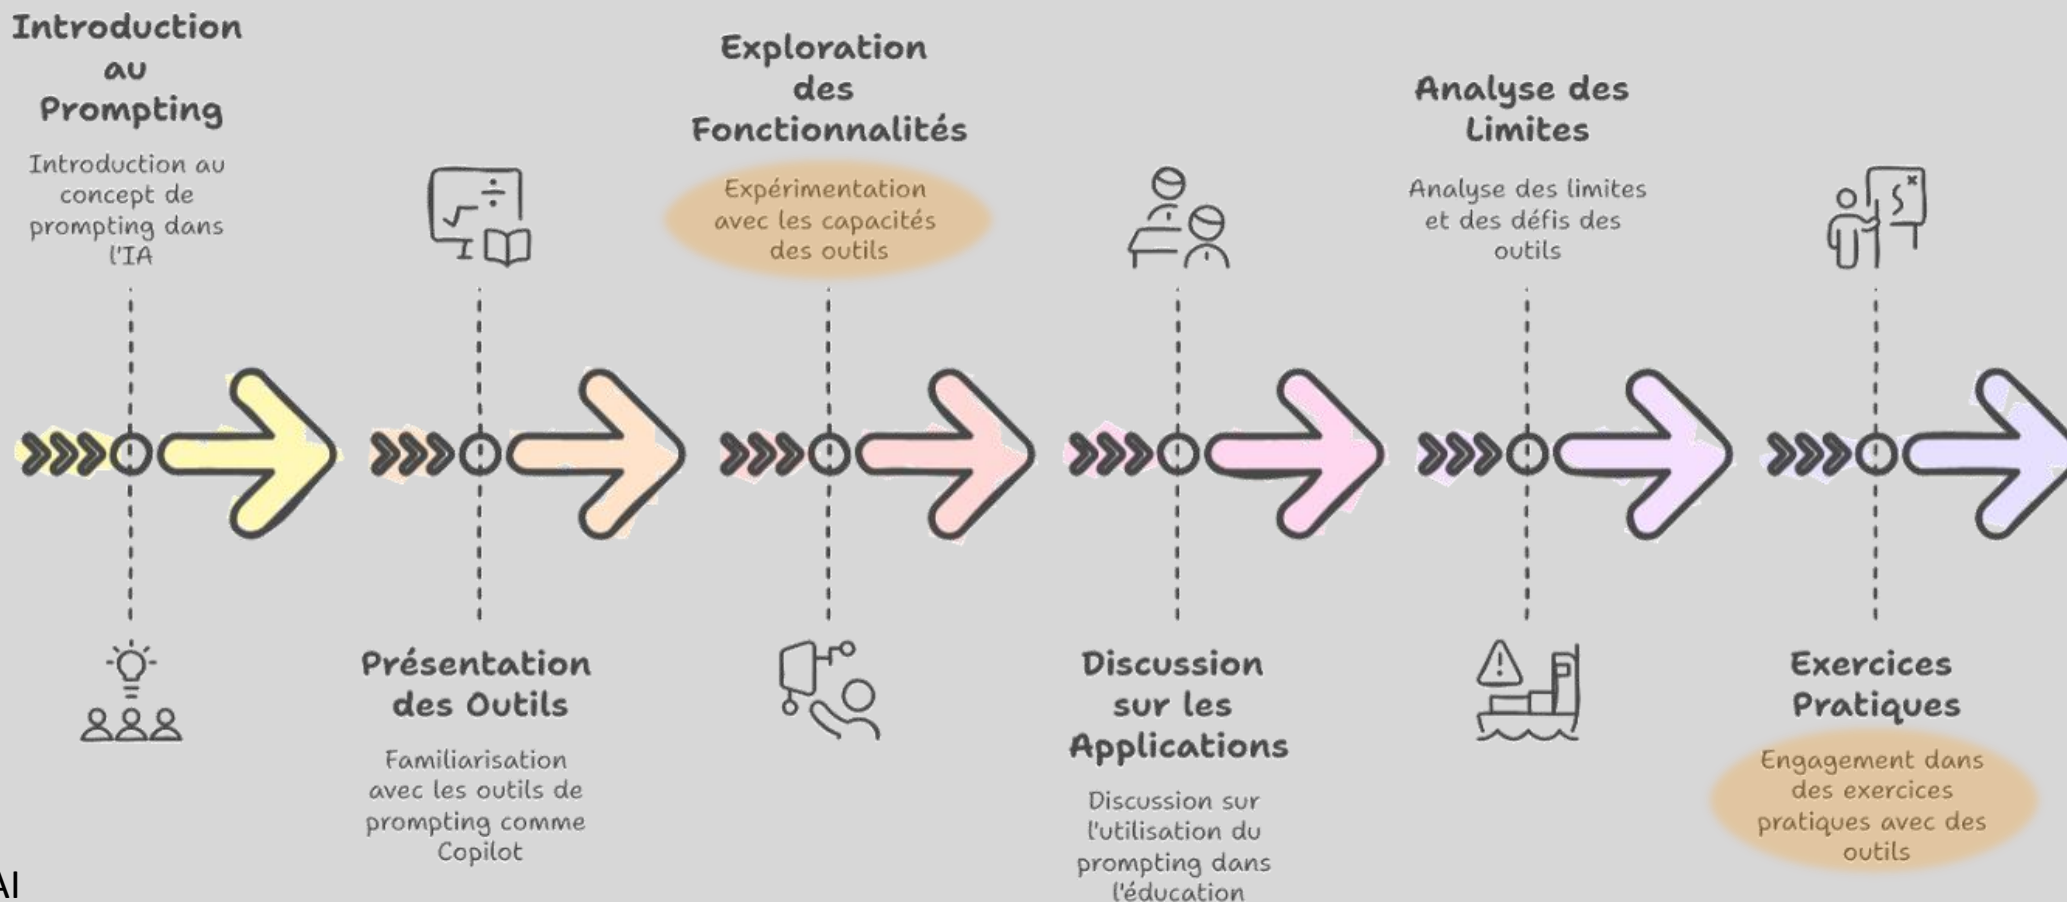 Introduction
au
Prompting
Introduction au
concept de
prompting dans
l'IA
Présentation
des Outils
Familiarisation
avec les outils de
prompting comme
Copilot
Exploration
des
Fonctionnalités
Expérimentation
avec les capacités
des outils
Discussion
sur les
Applications
Discussion sur
l'utilisation du
prompting dans
l'éducation
Analyse des
Limites
Analyse des limites
et des défis des
outils
Exercices
Pratiques
Engagement dans
des exercices
pratiques avec des
outils
AI